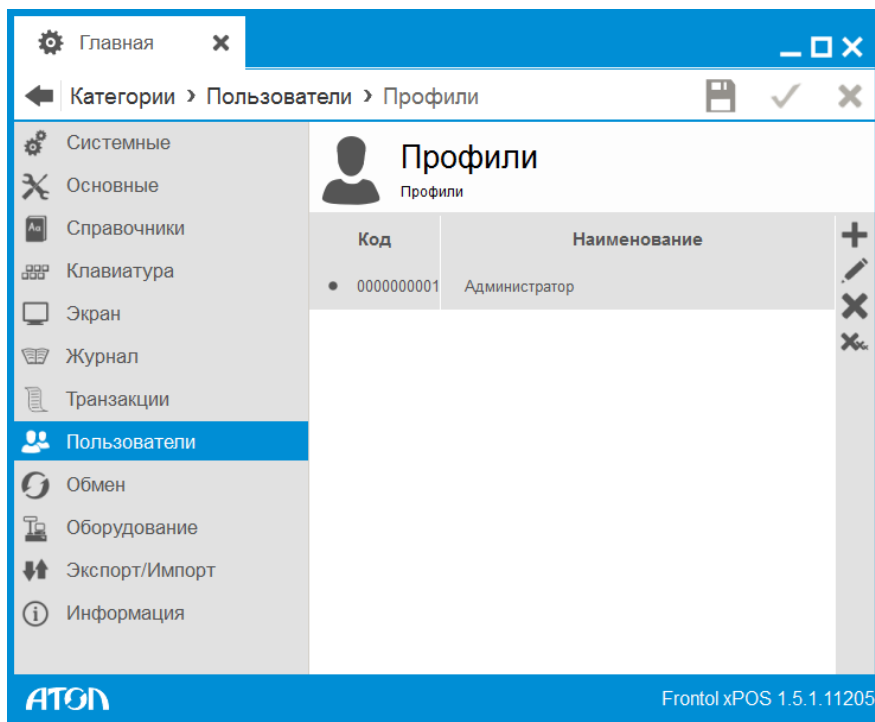 Главная
Категории > Пользователи > Профили
Системные
Основные
Справочники
Клавиатура
Экран
Журнал
Транзакции
Пользователи
Обмен
Оборудование
Экспорт/Импорт
Информация
Профили
Профили
Код Наименование
0000000001 Администратор
АТОЛ Frontol xPOS 1.5.1.11205